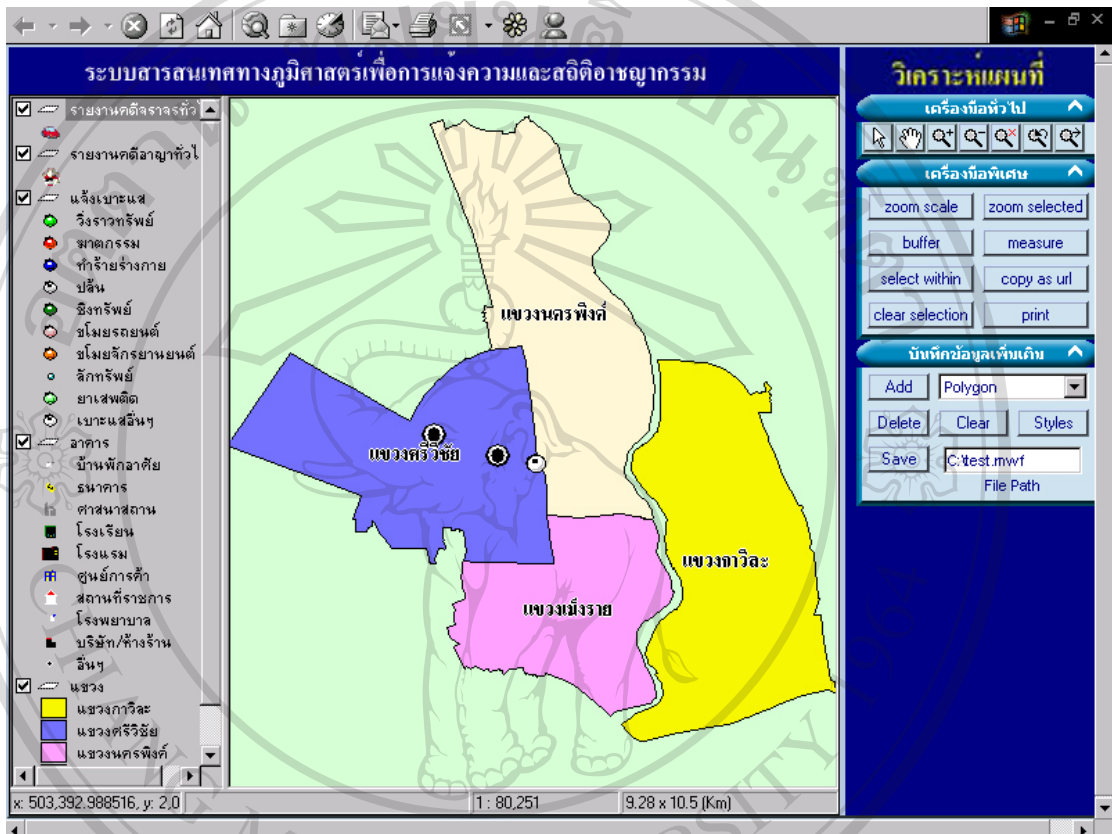 ระบบสารสนเทศทางภูมิศาสตร์เพื่อการแจ้งความและสถิติอาชญากรรม
รายงานคดีจราจรทั่วไ
รายงานคดีอาญาทั่วไ
แจ้งเบาะแส
วิ่งราวทรัพย์
ฆาตกรรม
ทำร้ายร่างกาย
ปล้น
ชิงทรัพย์
ขโมยรถยนต์
ขโมยจักรยานยนต์
ลักทรัพย์
ยาเสพติด
เบาะแสอื่นๆ
อาคาร
บ้านพักอาศัย
ธนาคาร
ศาสนาสถาน
โรงเรียน
โรงแรม
ศูนย์การค้า
สถานที่ราชการ
โรงพยาบาล
บริษัท/ห้างร้าน
อื่นๆ
แขวง
แขวงกาวิละ
แขวงศรีวิชัย
แขวงนครพิงค์
แขวงนครพิงค์
แขวงศรีวิชัย
แขวงกาวิละ
แขวงเม็งราย
x: 503,392.988516, y: 2,0
1 : 80,251
9.28 x 10.5 (Km)
วิเคราะห์แผนที่
เครื่องมือทั่วไป
เครื่องมือพิเศษ
zoom scale zoom selected
buffer measure
select within copy as url
clear selection print
บันทึกข้อมูลเพิ่มเติม
Add Polygon
Delete Clear Styles
Save C:\test.mwf
File Path